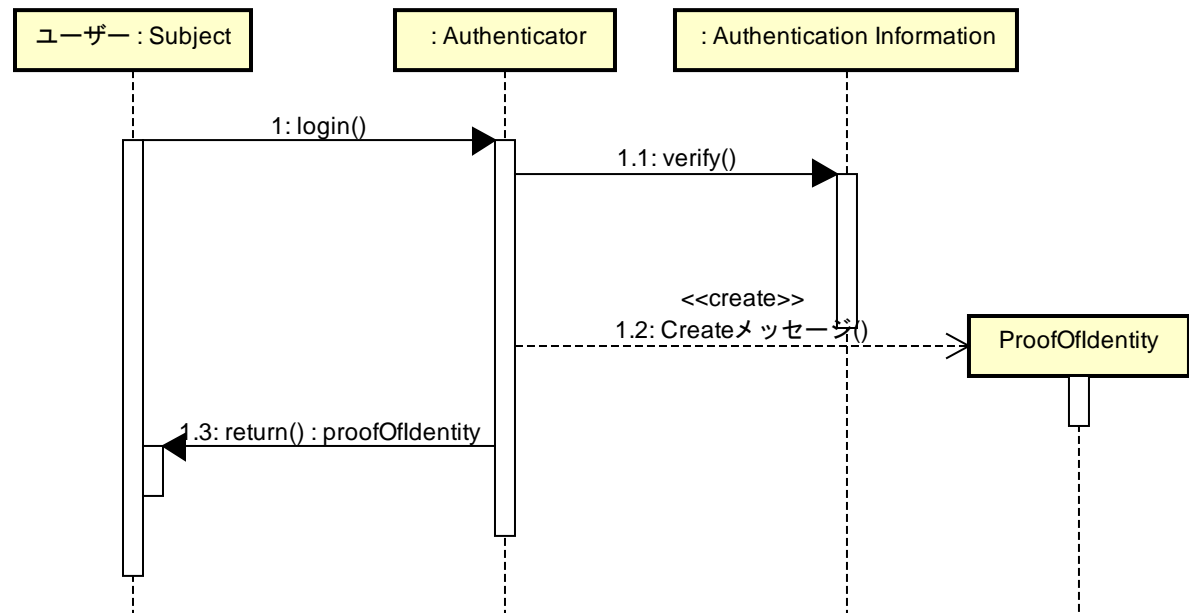 ユーザー : Subject
: Authenticator
: Authentication Information
1: login()
1.1: verify()
<<create>>
1.2: Createメッセージ()
ProofOfIdentity
1.3: return() : proofOfIdentity